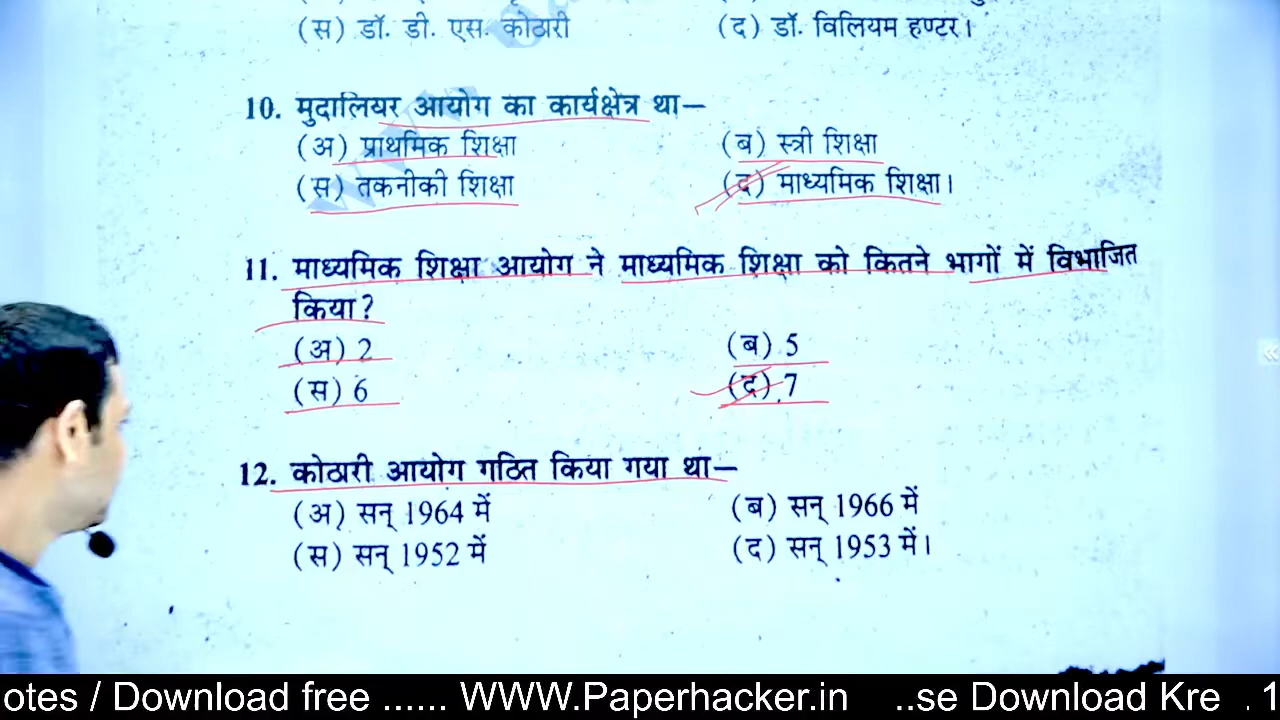 (स) डॉ. डी. एस. कोठारी (द) डॉ. विलियम हण्टर।
10. मुदालियर आयोग का कार्यक्षेत्र था—
(अ) प्राथमिक शिक्षा (ब) स्त्री शिक्षा
(स) तकनीकी शिक्षा (द) माध्यमिक शिक्षा।
11. माध्यमिक शिक्षा आयोग ने माध्यमिक शिक्षा को कितने भागों में विभाजित
किया?
(अ) 2 (ब) 5
(स) 6 (द) 7
12. कोठारी आयोग गठित किया गया था—
(अ) सन् 1964 में (ब) सन् 1966 में
(स) सन् 1952 में (द) सन् 1953 में।
otes / Download free ...... WWW.Paperhacker.in ..se Download Kre . 1